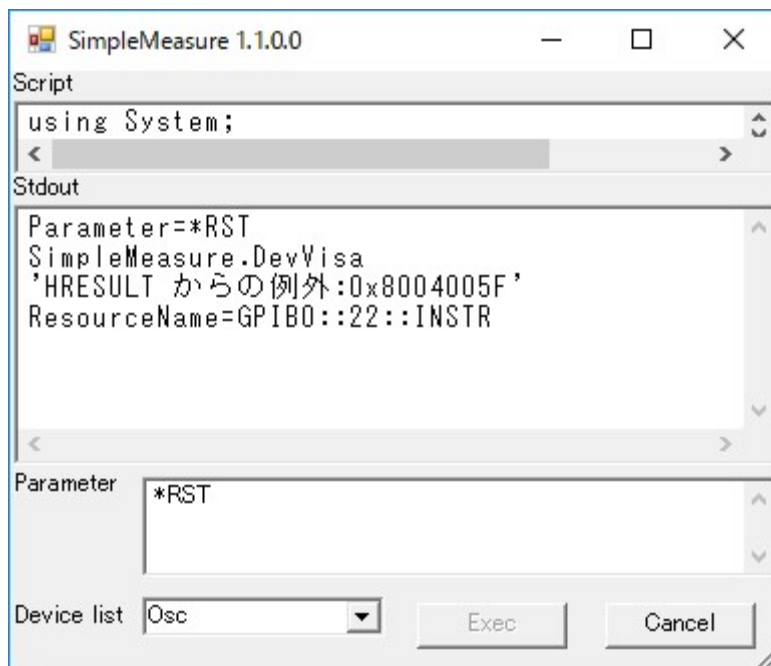 SimpleMeasure 1.1.0.0
Script
using System;
Stdout
Parameter=*RST
SimpleMeasure.DevVisa
'HRESULT からの例外:0x8004005F'
ResourceName=GPIB0::22::INSTR
Parameter
*RST
Device list
Osc
Exec
Cancel